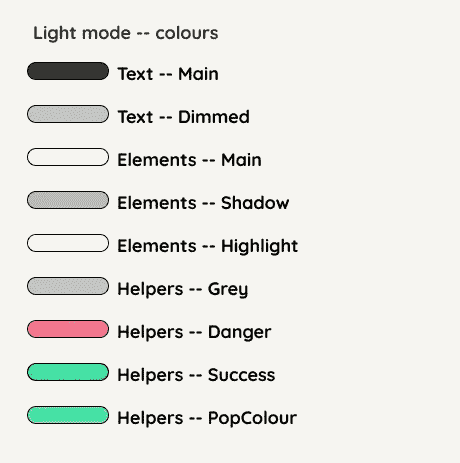 Light mode -- colours
Text -- Main
Text -- Dimmed
Elements -- Main
Elements -- Shadow
Elements -- Highlight
Helpers -- Grey
Helpers -- Danger
Helpers -- Success
Helpers -- PopColour